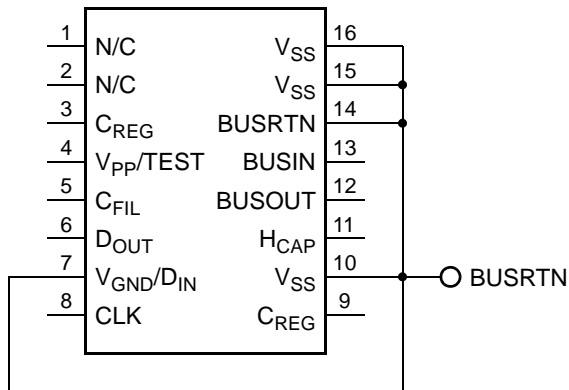 1 N/C VSS 16
2 N/C VSS 15
3 CREG BUSRTN 14
4 VPP/TEST BUSIN 13
5 CFIL BUSOUT 12
6 DOUT HCAP 11
7 VGND/DIN VSS 10 BUSRTN
8 CLK CREG 9